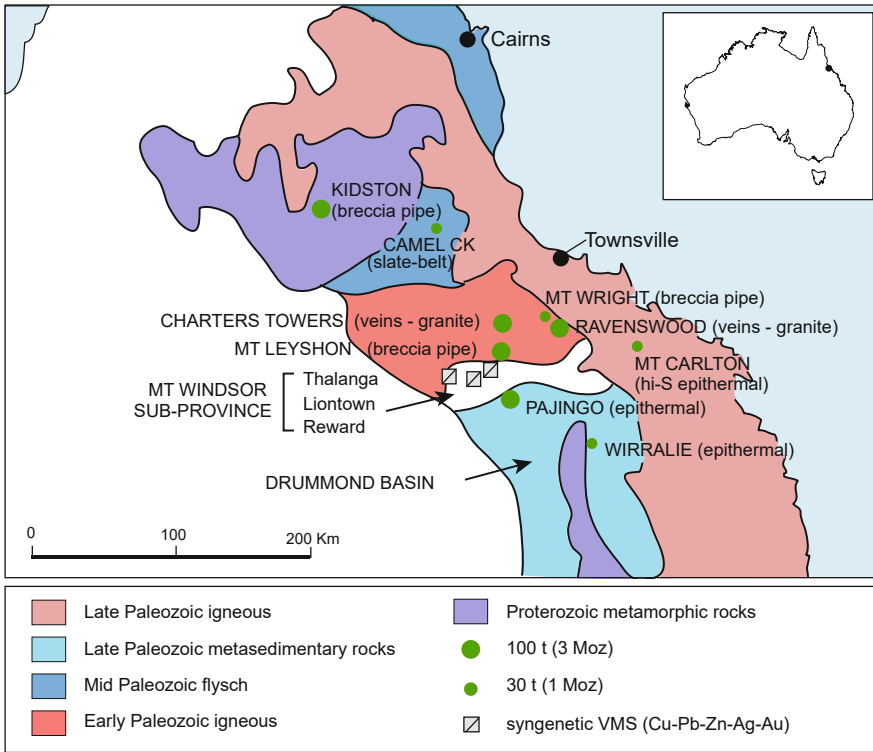 Cairns
KIDSTON
(breccia pipe)
CAMEL CK
(slate-belt)
Townsville
MT WRIGHT (breccia pipe)
CHARTERS TOWERS (veins - granite)
RAVENSWOOD (veins - granite)
MT LEYSHON (breccia pipe)
MT CARLTON
(hi-S epithermal)
MT WINDSOR
SUB-PROVINCE
Thalanga
Liontown
Reward
PAJINGO (epithermal)
WIRRALIE (epithermal)
DRUMMOND BASIN
0 100 200 Km
Late Paleozoic igneous
Late Paleozoic metasedimentary rocks
Mid Paleozoic flysch
Early Paleozoic igneous
Proterozoic metamorphic rocks
100 t (3 Moz)
30 t (1 Moz)
syngenetic VMS (Cu-Pb-Zn-Ag-Au)